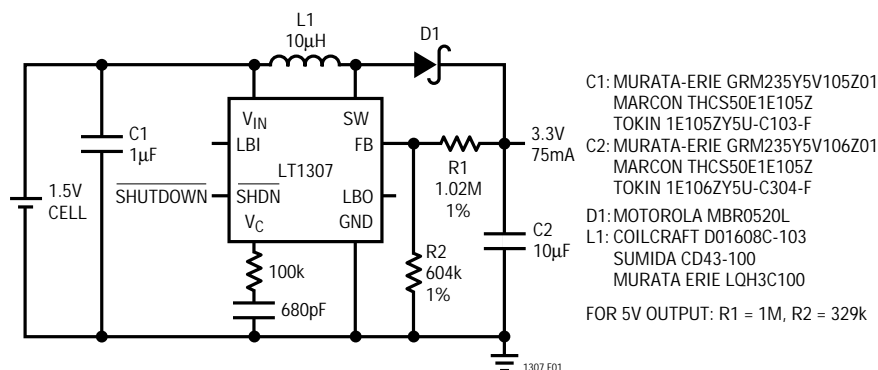 L1
10µH
D1
C1
1µF
1.5V
CELL
SHUTDOWN
VIN
SW
LBI
FB
LT1307
SHDN
LBO
VC
GND
100k
680pF
R1
1.02M
1%
R2
604k
1%
3.3V
75mA
C2
10µF
C1: MURATA-ERIE GRM235Y5V105Z01
MARCON THCS50E1E105Z
TOKIN 1E105ZY5U-C103-F
C2: MURATA-ERIE GRM235Y5V106Z01
MARCON THCS50E1E105Z
TOKIN 1E106ZY5U-C304-F
D1: MOTOROLA MBR0520L
L1: COILCRAFT D01608C-103
SUMIDA CD43-100
MURATA ERIE LQH3C100
FOR 5V OUTPUT: R1 = 1M, R2 = 329k
1307 F01